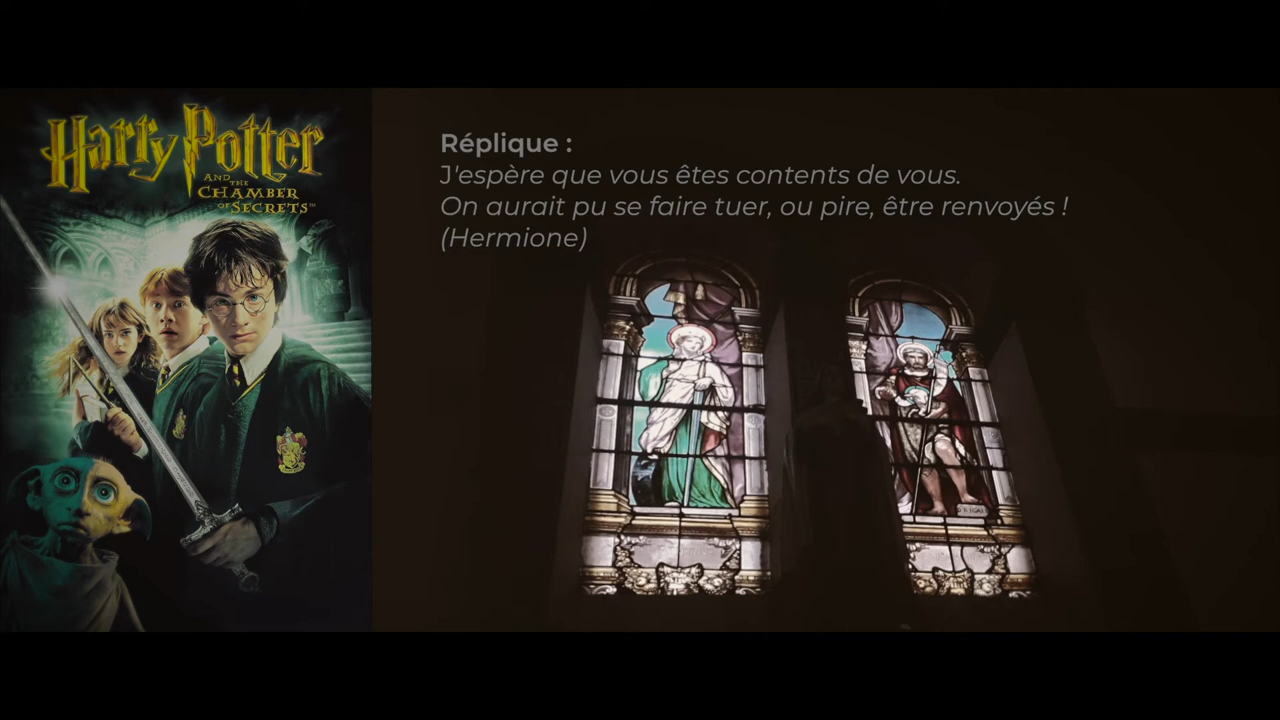 Harry Potter
AND THE
CHAMBER
OF SECRETS™
Réplique :
J'espère que vous êtes contents de vous.
On aurait pu se faire tuer, ou pire, être renvoyés !
(Hermione)